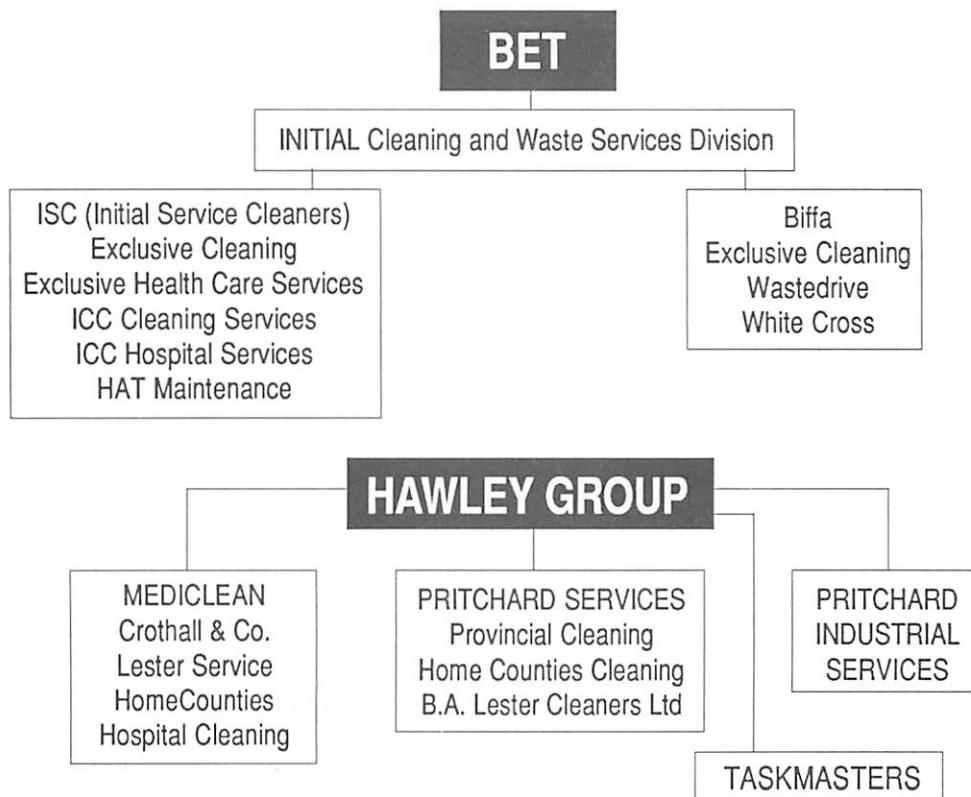 BET
INITIAL Cleaning and Waste Services Division
ISC (Initial Service Cleaners)
Exclusive Cleaning
Exclusive Health Care Services
ICC Cleaning Services
ICC Hospital Services
HAT Maintenance
Biffa
Exclusive Cleaning
Wastedrive
White Cross
HAWLEY GROUP
MEDICLEAN
Crothall & Co.
Lester Service
HomeCounties
Hospital Cleaning
PRITCHARD SERVICES
Provincial Cleaning
Home Counties Cleaning
B.A. Lester Cleaners Ltd
PRITCHARD
INDUSTRIAL
SERVICES
TASKMASTERS